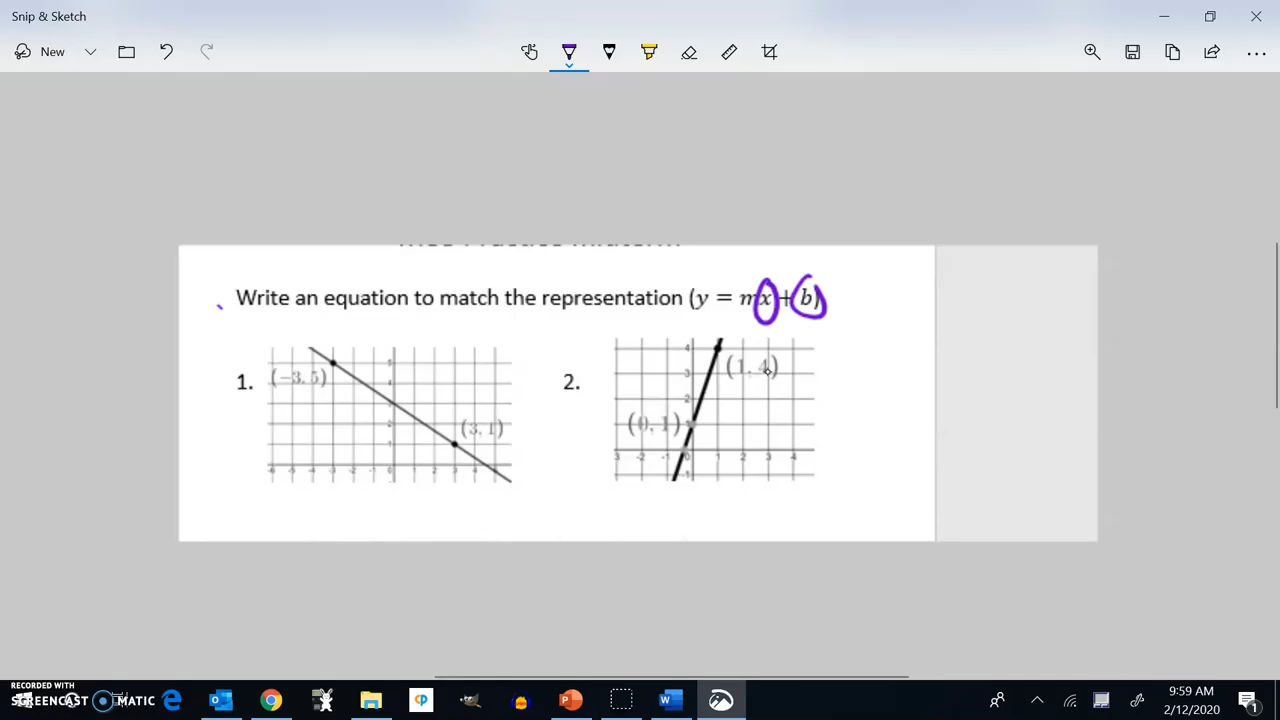 Snip & Sketch
New
Write an equation to match the representation (y = mx + b)
1.
(−3, 5)
(3, 1)
2.
(1, 4)
(0, 1)
RECORDED WITH
SCREENCAST MATIC
9:59 AM
2/12/2020